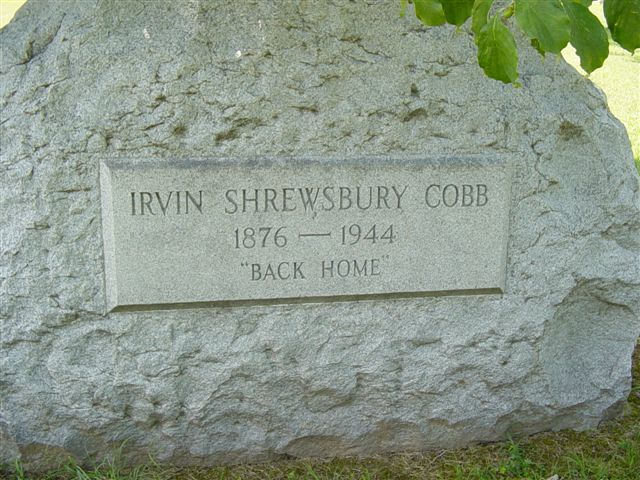 IRVIN SHREWSBURY COBB
1876 — 1944
"BACK HOME"